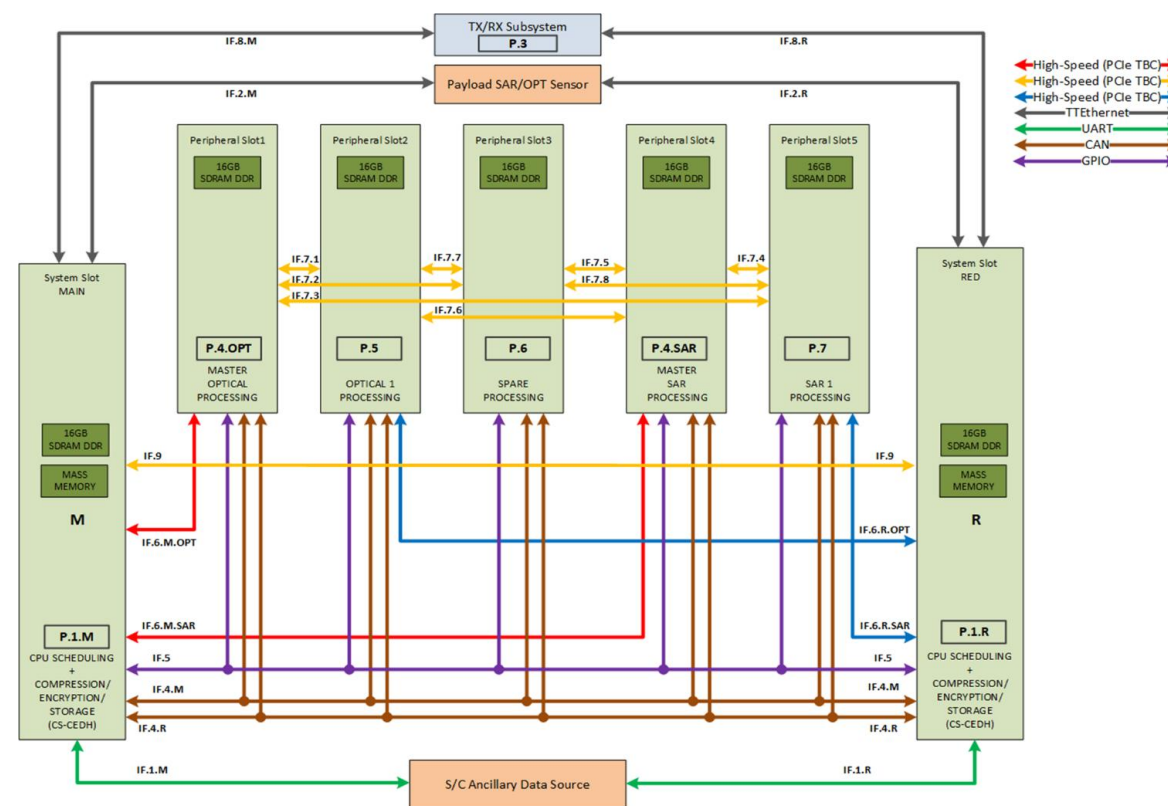 TX/RX Subsystem
P.3
IF.8.M
IF.8.R
Payload SAR/OPT Sensor
IF.2.M
IF.2.R
High-Speed (PCIe TBC)
High-Speed (PCIe TBC)
High-Speed (PCIe TBC)
TTEthernet
UART
CAN
GPIO
Peripheral Slot1
16GB
SDRAM DDR
P.4.OPT
MASTER
OPTICAL
PROCESSING
Peripheral Slot2
16GB
SDRAM DDR
P.5
OPTICAL 1
PROCESSING
Peripheral Slot3
16GB
SDRAM DDR
P.6
SPARE
PROCESSING
Peripheral Slot4
16GB
SDRAM DDR
P.4.SAR
MASTER
SAR
PROCESSING
Peripheral Slot5
16GB
SDRAM DDR
P.7
SAR 1
PROCESSING
IF.7.1
IF.7.7
IF.7.5
IF.7.4
IF.7.2
IF.7.8
IF.7.3
IF.7.6
System Slot
MAIN
16GB
SDRAM DDR
MASS
MEMORY
M
P.1.M
CPU SCHEDULING
+
COMPRESSION/
ENCRYPTION/
STORAGE
(CS-CEDH)
System Slot
RED
16GB
SDRAM DDR
MASS
MEMORY
R
P.1.R
CPU SCHEDULING
+
COMPRESSION/
ENCRYPTION/
STORAGE
(CS-CEDH)
IF.9
IF.9
IF.6.M.OPT
IF.6.R.OPT
IF.6.M.SAR
IF.6.R.SAR
IF.5
IF.5
IF.4.M
IF.4.M
IF.4.R
IF.4.R
IF.1.M
IF.1.R
S/C Ancillary Data Source